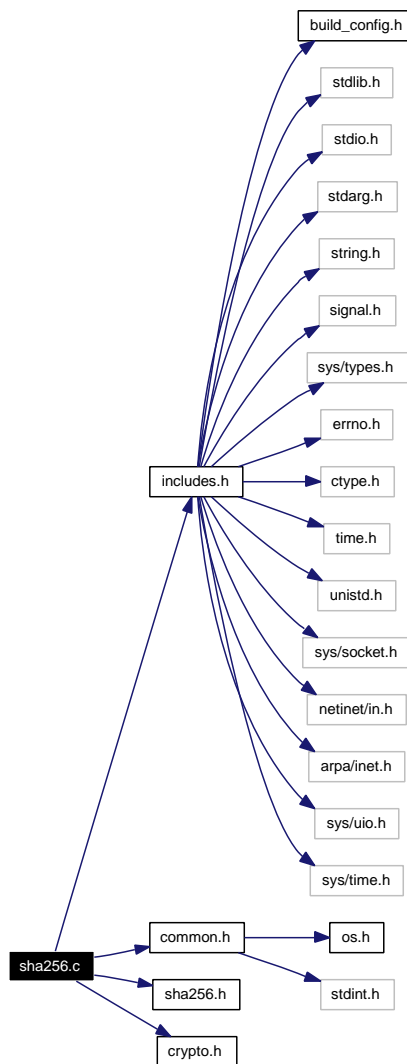 build_config.h
stdlib.h
stdio.h
stdarg.h
string.h
signal.h
sys/types.h
errno.h
includes.h
ctype.h
time.h
unistd.h
sys/socket.h
netinet/in.h
arpa/inet.h
sys/uio.h
sys/time.h
common.h
os.h
sha256.c
sha256.h
stdint.h
crypto.h